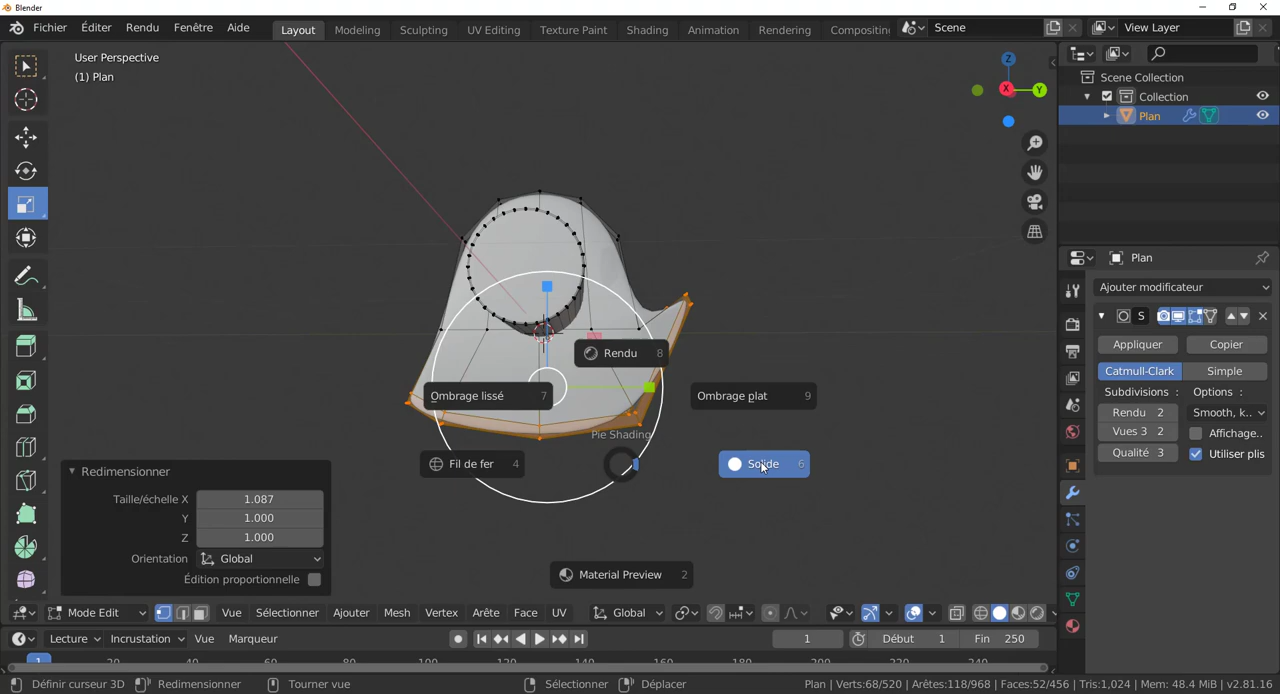 Blender
Fichier Éditer Rendu Fenêtre Aide Layout Modeling Sculpting UV Editing Texture Paint Shading Animation Rendering Compositing Scene View Layer
User Perspective
(1) Plan
Z
X Y
Scene Collection
Collection
Plan
Plan
Ajouter modificateur
S
Appliquer Copier
Catmull-Clark Simple
Subdivisions : Options :
Rendu 2 Smooth, k..
Vues 3 2 Affichage..
Qualité 3 Utiliser plis
Rendu 8
Ombrage lissé 7
Ombrage plat 9
Pie Shading
Fil de fer 4
Solide 6
Material Preview 2
Redimensionner
Taille/échelle X 1.087
Y 1.000
Z 1.000
Orientation Global
Édition proportionnelle
Mode Edit Vue Sélectionner Ajouter Mesh Vertex Arête Face UV Global
Lecture Incrustation Vue Marqueur 1 Début 1 Fin 250
1 20 40 60 80 100 120 140 160 180 200 220 240
Définir curseur 3D Redimensionner Tourner vue Sélectionner Déplacer Plan | Verts:68/520 | Arêtes:118/968 | Faces:52/456 | Tris:1,024 | Mem: 48.4 MiB | v2.81.16